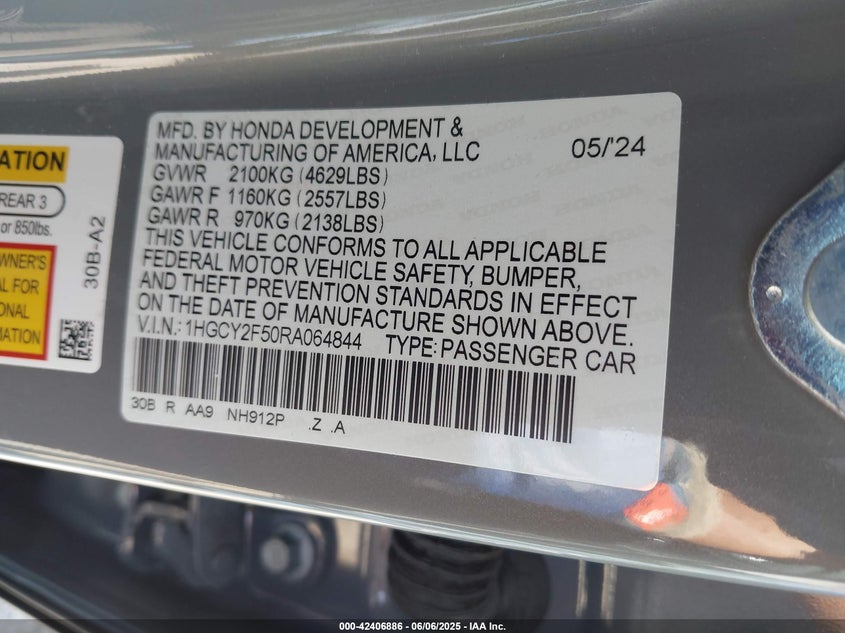 ATION
REAR 3
or 850lbs.
WNER'S
AL FOR
ONAL
MATION
30B-A2
MFD. BY HONDA DEVELOPMENT &
MANUFACTURING OF AMERICA, LLC 05/'24
GVWR 2100KG (4629LBS)
GAWR F 1160KG (2557LBS)
GAWR R 970KG (2138LBS)
THIS VEHICLE CONFORMS TO ALL APPLICABLE
FEDERAL MOTOR VEHICLE SAFETY, BUMPER,
AND THEFT PREVENTION STANDARDS IN EFFECT
ON THE DATE OF MANUFACTURE SHOWN ABOVE.
V.I.N.: 1HGCY2F50RA064844 TYPE: PASSENGER CAR
30B R AA9 NH912P .Z .A
000-42406886 - 06/06/2025 - IAA Inc.